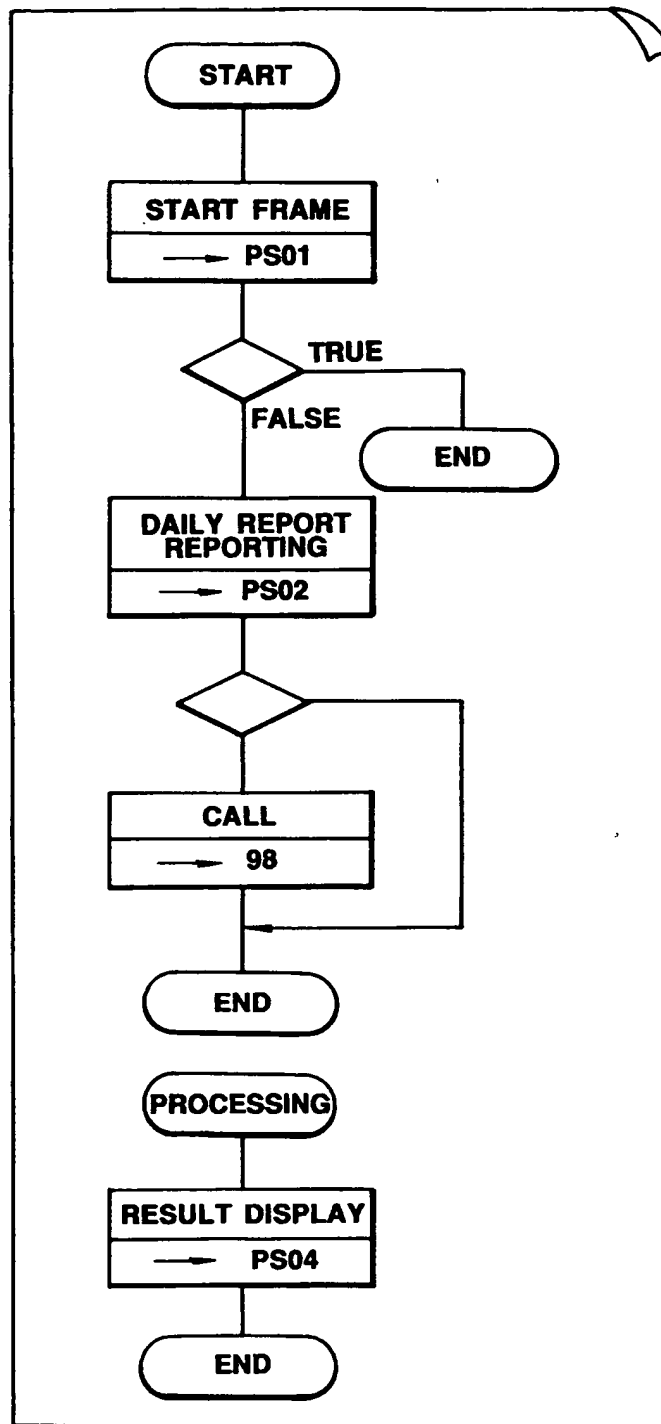 START
START FRAME
→ PS01
TRUE
FALSE
END
DAILY REPORT
REPORTING
→ PS02
CALL
→ 98
END
PROCESSING
RESULT DISPLAY
→ PS04
END